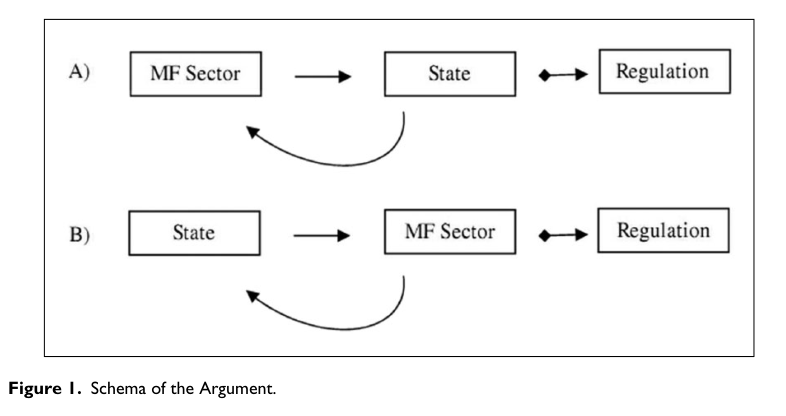 A) MF Sector State Regulation
B) State MF Sector Regulation
Figure 1. Schema of the Argument.